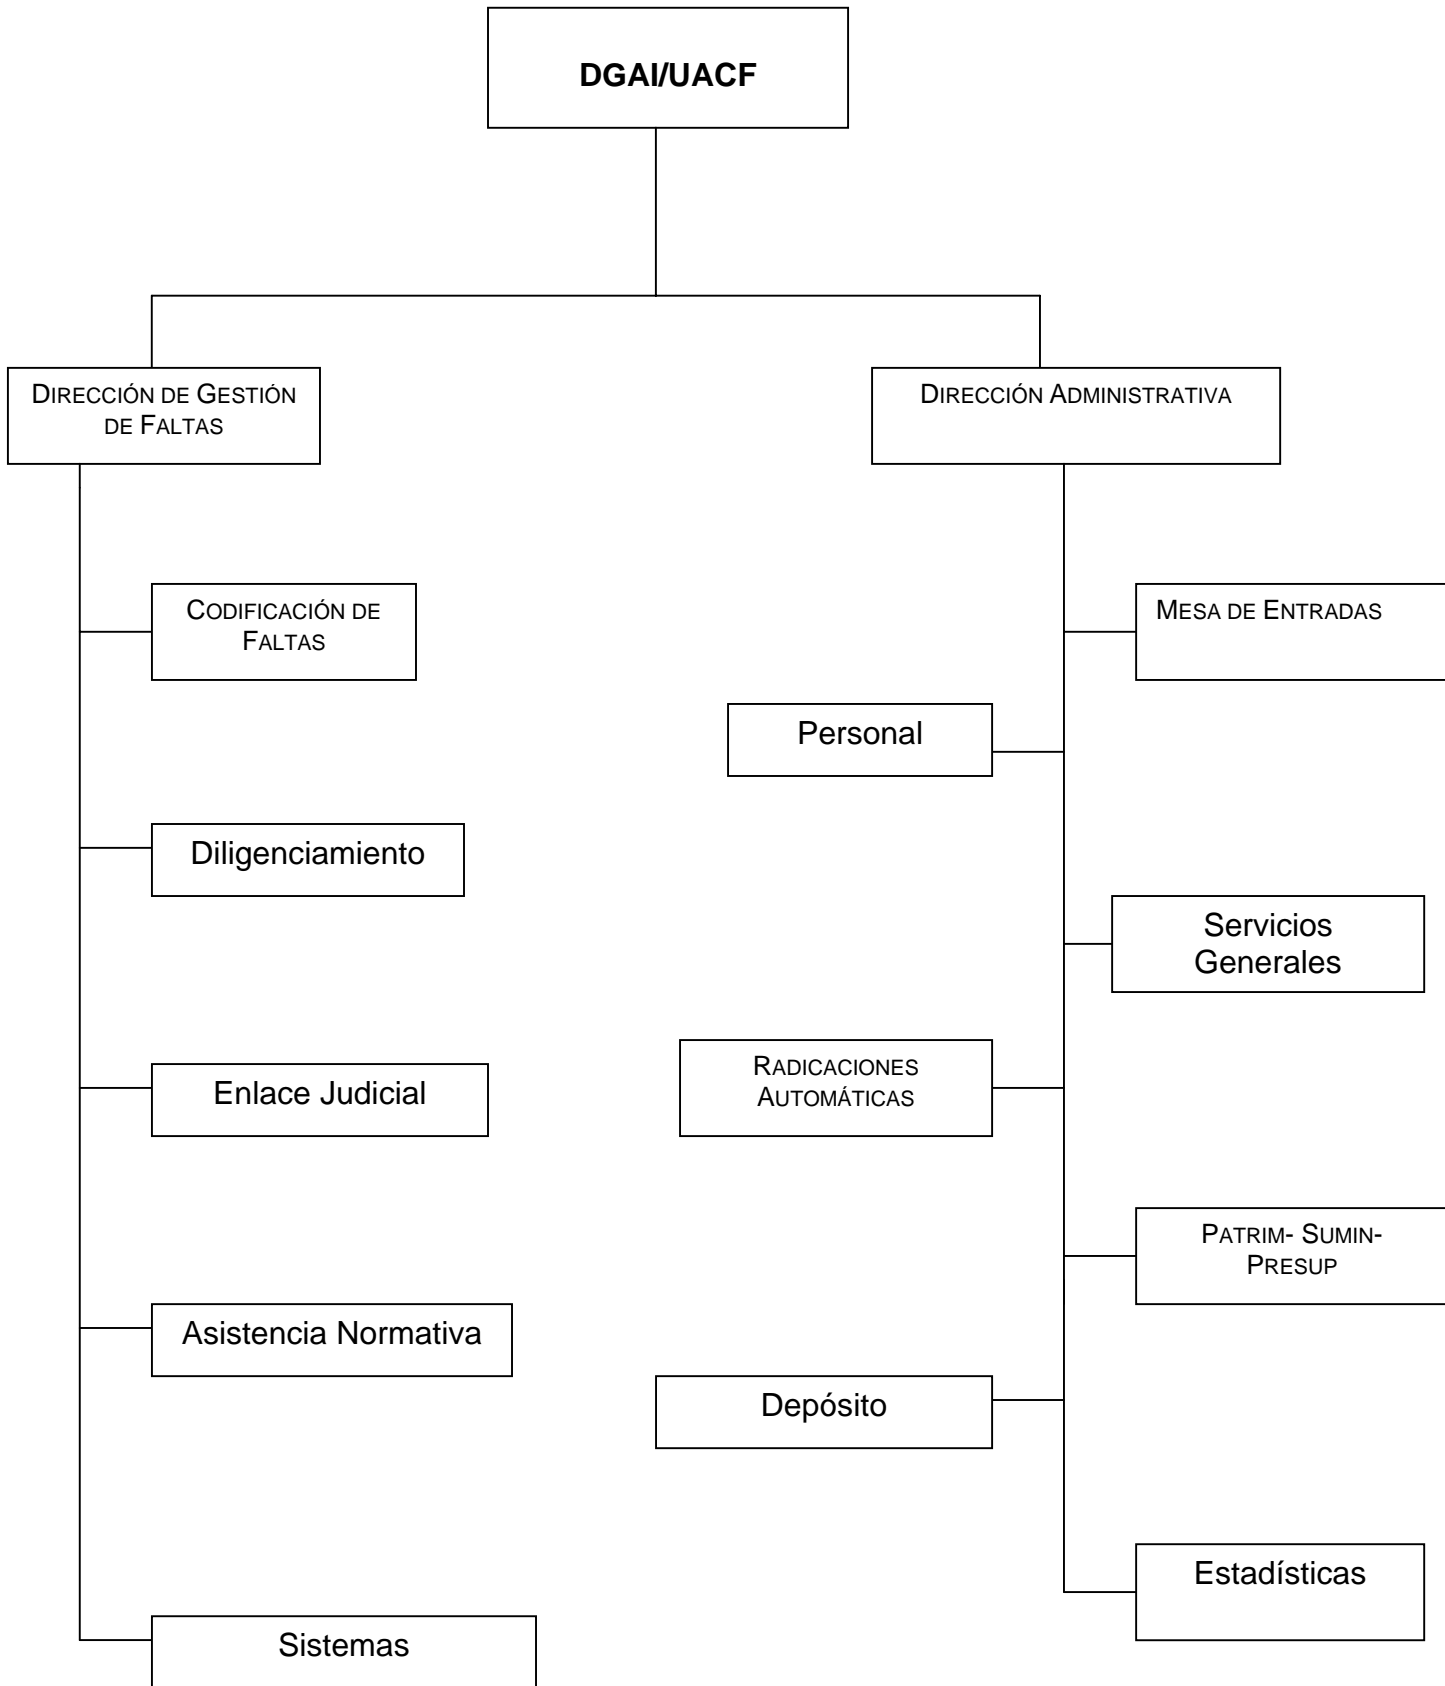 DGAI/UACF
DIRECCIÓN DE GESTIÓN
DE FALTAS
DIRECCIÓN ADMINISTRATIVA
CODIFICACIÓN DE
FALTAS
MESA DE ENTRADAS
Personal
Diligenciamiento
Servicios
Generales
Enlace Judicial
RADICACIONES
AUTOMÁTICAS
PATRIM- SUMIN-
PRESUP
Asistencia Normativa
Depósito
Estadísticas
Sistemas